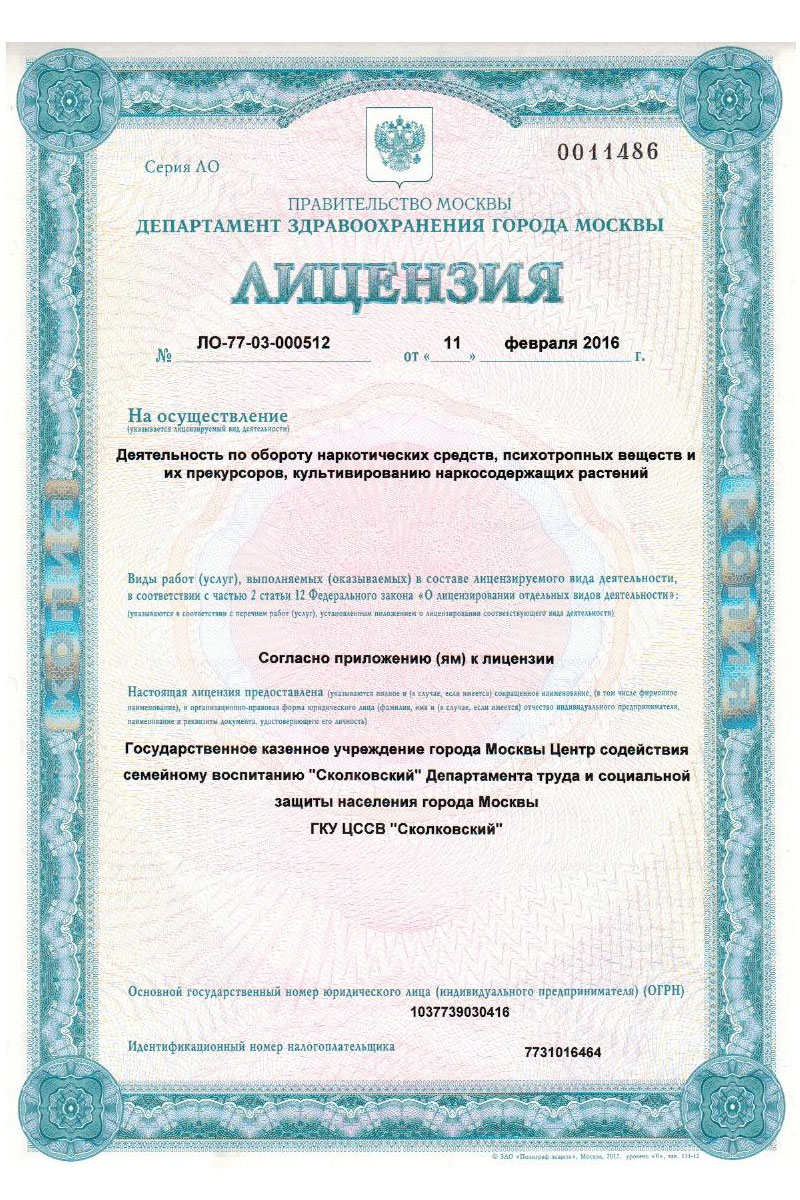 Серия ЛО
0011486
ПРАВИТЕЛЬСТВО МОСКВЫ
ДЕПАРТАМЕНТ ЗДРАВООХРАНЕНИЯ ГОРОДА МОСКВЫ
ЛИЦЕНЗИЯ
№ ЛО-77-03-000512 от « 11 » февраля 2016 г.
На осуществление
(указывается лицензируемый вид деятельности)
Деятельность по обороту наркотических средств, психотропных веществ и
их прекурсоров, культивированию наркосодержащих растений
КОПИЯ
КОПИЯ
Виды работ (услуг), выполняемых (оказываемых) в составе лицензируемого вида деятельности,
в соответствии с частью 2 статьи 12 Федерального закона «О лицензировании отдельных видов деятельности»:
(указываются в соответствии с перечнем работ (услуг), установленным положением о лицензировании соответствующего вида деятельности)
Согласно приложению (ям) к лицензии
Настоящая лицензия предоставлена (указываются полное и (в случае, если имеется) сокращенное наименование, (в том числе фирменное
наименование), и организационно-правовая форма юридического лица (фамилия, имя и (в случае, если имеется) отчество индивидуального предпринимателя,
наименование и реквизиты документа, удостоверяющего его личность)
Государственное казенное учреждение города Москвы Центр содействия
семейному воспитанию "Сколковский" Департамента труда и социальной
защиты населения города Москвы
ГКУ ЦССВ "Сколковский"
Основной государственный номер юридического лица (индивидуального предпринимателя) (ОГРН)
1037739030416
Идентификационный номер налогоплательщика
7731016464
© ЗАО «Полиграф-защита», Москва, 2012, уровень «Б», зак. 131-12